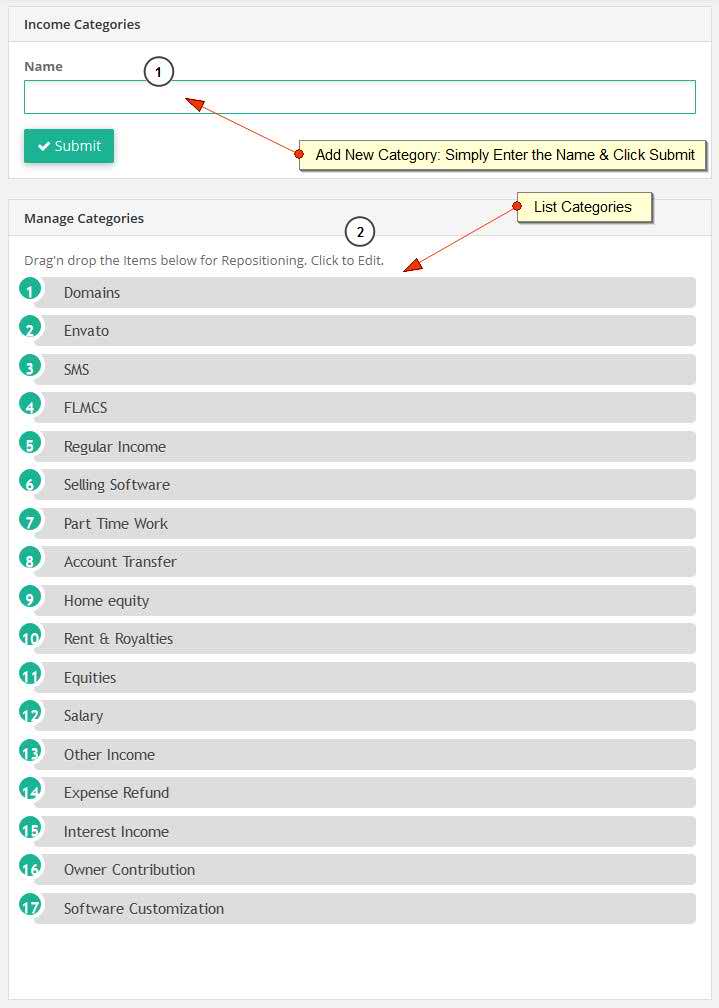 Income Categories
Name
1
✔ Submit
Add New Category: Simply Enter the Name & Click Submit
List Categories
Manage Categories
2
Drag'n drop the Items below for Repositioning. Click to Edit.
1 Domains
2 Envato
3 SMS
4 FLMCS
5 Regular Income
6 Selling Software
7 Part Time Work
8 Account Transfer
9 Home equity
10 Rent & Royalties
11 Equities
12 Salary
13 Other Income
14 Expense Refund
15 Interest Income
16 Owner Contribution
17 Software Customization